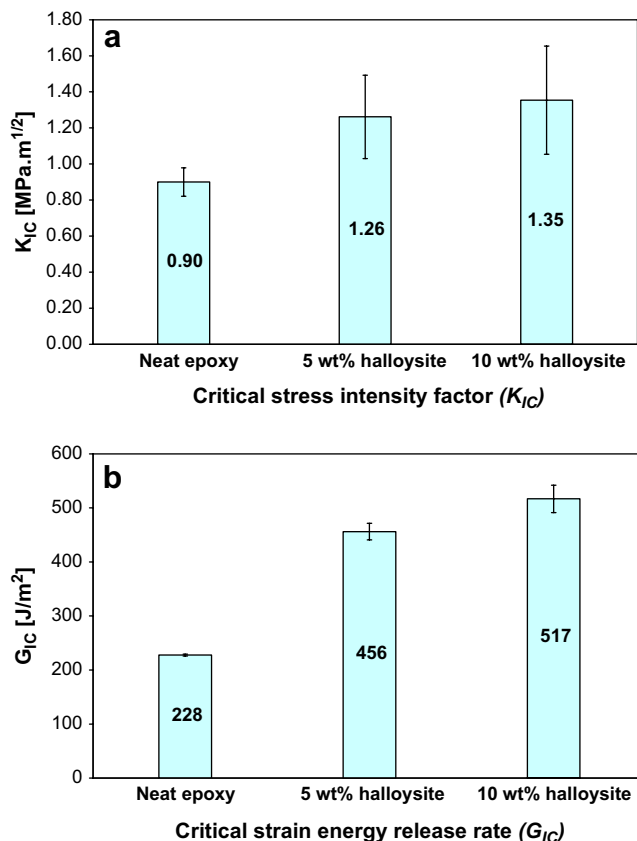 a
K_IC [MPa.m^1/2]
1.80
1.60
1.40
1.20
1.00
0.80
0.60
0.40
0.20
0.00
0.90
1.26
1.35
Neat epoxy 5 wt% halloysite 10 wt% halloysite
Critical stress intensity factor (K_IC)
b
G_IC [J/m^2]
600
500
400
300
200
100
0
228
456
517
Neat epoxy 5 wt% halloysite 10 wt% halloysite
Critical strain energy release rate (G_IC)